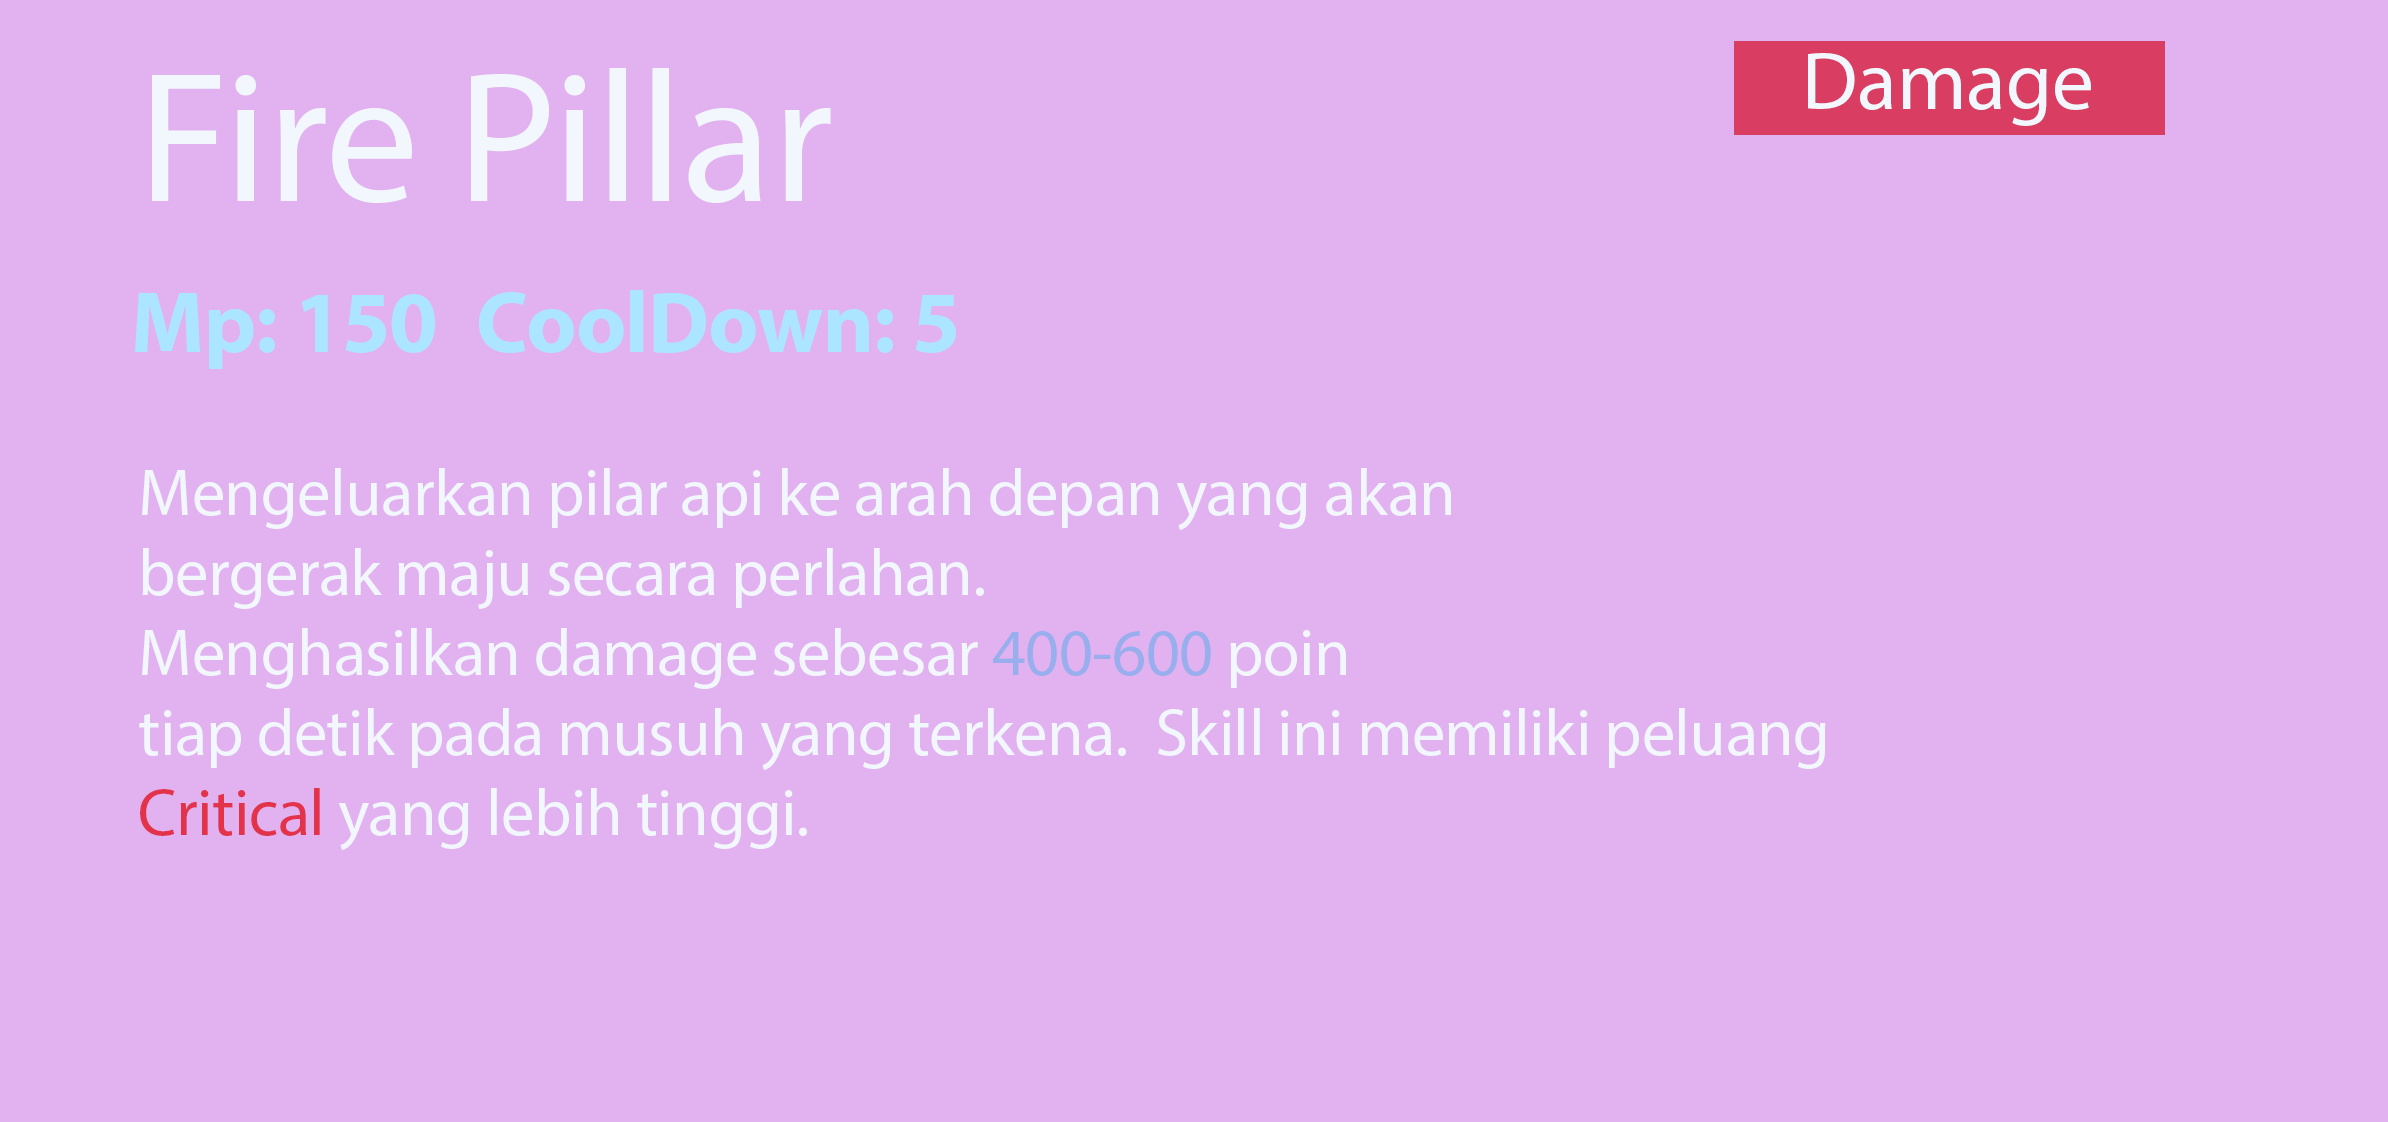 Fire Pillar
Damage
Mp: 150  CoolDown: 5
Mengeluarkan pilar api ke arah depan yang akan
bergerak maju secara perlahan.
Menghasilkan damage sebesar 400-600 poin
tiap detik pada musuh yang terkena.  Skill ini memiliki peluang
Critical yang lebih tinggi.